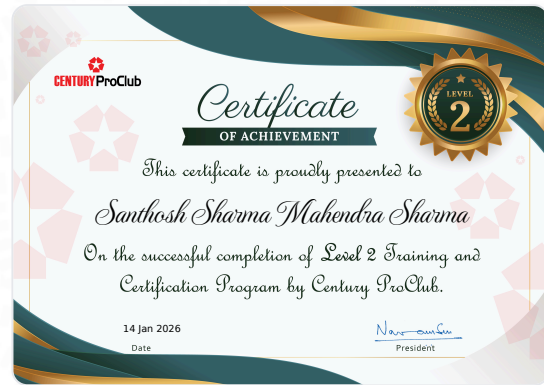 CENTURY ProClub
Certificate
OF ACHIEVEMENT
LEVEL
2
This certificate is proudly presented to
Santhosh Sharma Mahendra Sharma
On the successful completion of Level 2 Training and
Certification Program by Century ProClub.
14 Jan 2026
Date
President